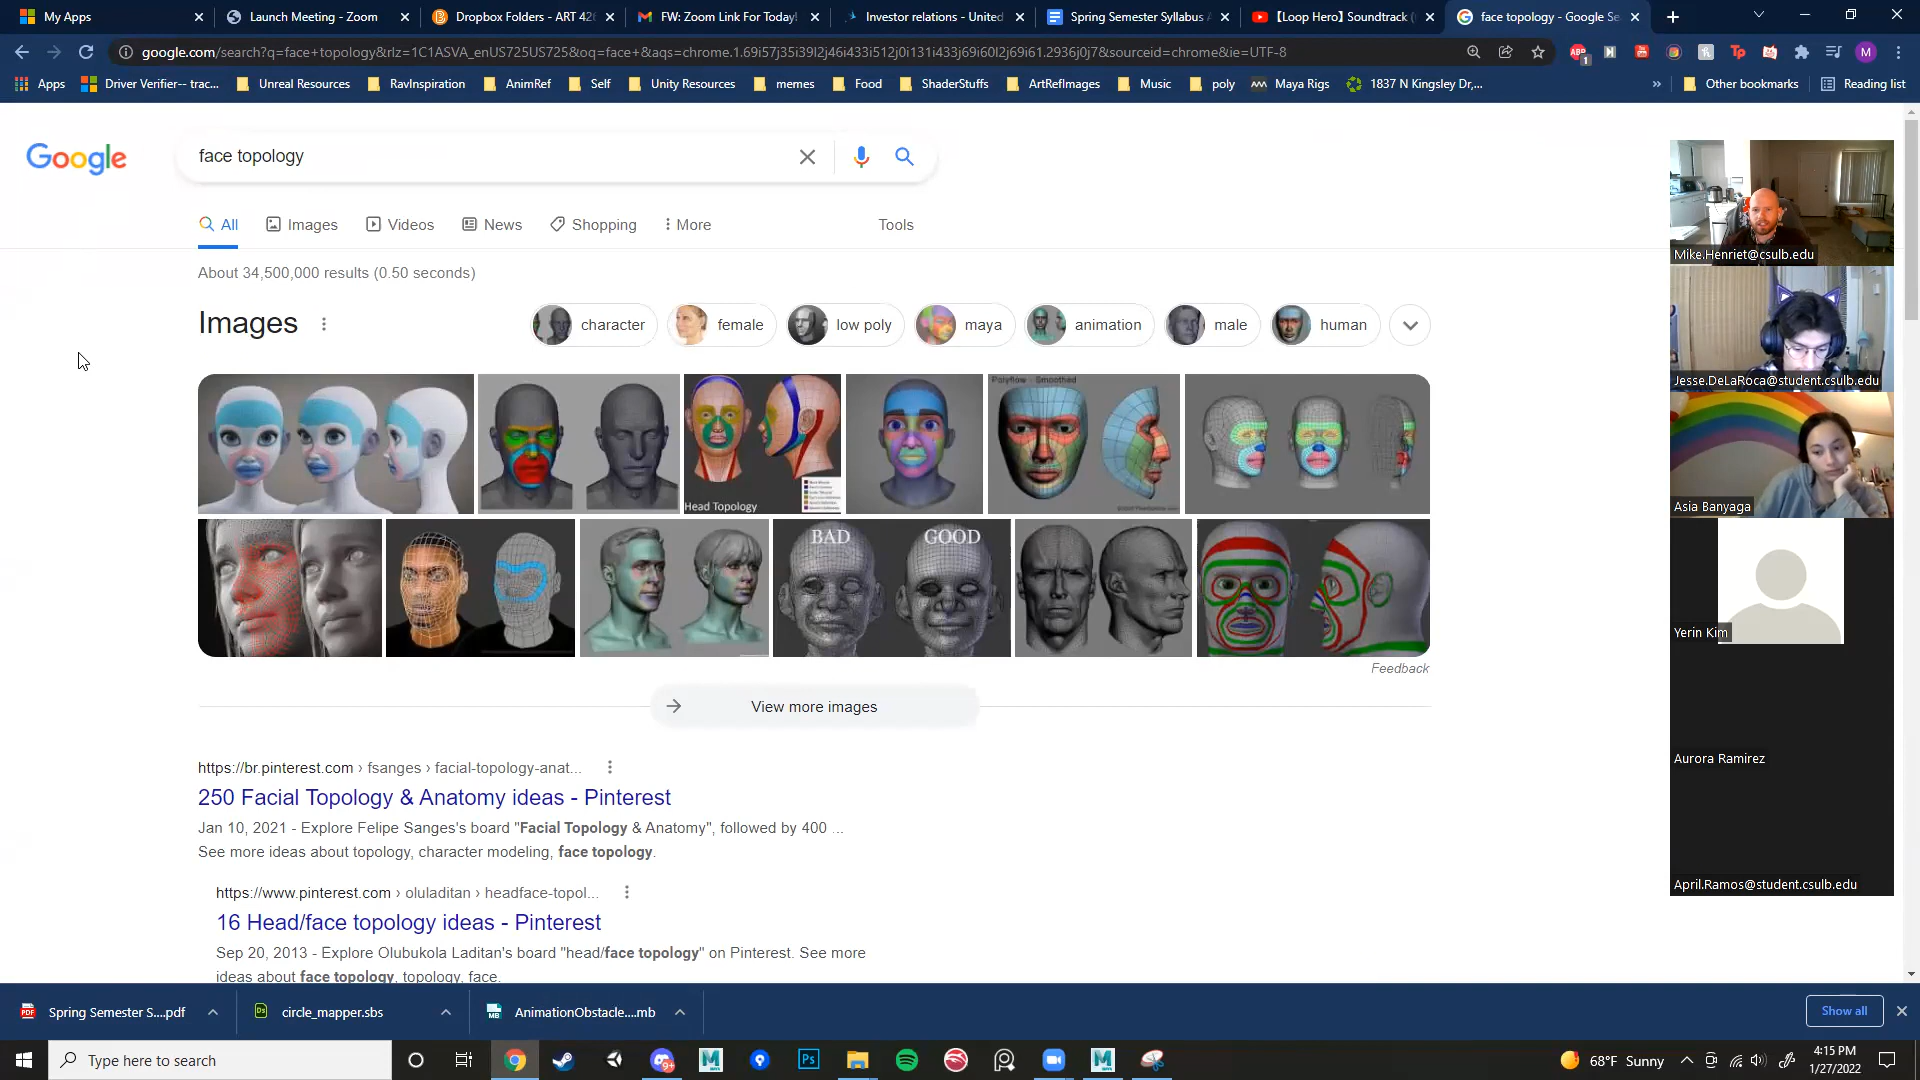 My Apps
Launch Meeting - Zoom
Dropbox Folders - ART 426
FW: Zoom Link For Today!
Investor relations - United
Spring Semester Syllabus
【Loop Hero】Soundtrack
face topology - Google Se
google.com/search?q=face+topology&rlz=1C1ASVA_enUS725US725&oq=face+&aqs=chrome.1.69i57j35i39l2j46i433i512j0i131i433j69i60l2j69i61.2936j0j7&sourceid=chrome&ie=UTF-8
Apps
Driver Verifier-- trac...
Unreal Resources
RavInspiration
AnimRef
Self
Unity Resources
memes
Food
ShaderStuffs
ArtRefImages
Music
poly
Maya Rigs
1837 N Kingsley Dr,...
Other bookmarks
Reading list
Google
face topology
All
Images
Videos
News
Shopping
More
Tools
About 34,500,000 results (0.50 seconds)
Images
character
female
low poly
maya
animation
male
human
Head Topology
Polyflow - Smoothed
BAD
GOOD
Feedback
View more images
https://br.pinterest.com › fsanges › facial-topology-anat...
250 Facial Topology & Anatomy ideas - Pinterest
Jan 10, 2021 - Explore Felipe Sanges's board "Facial Topology & Anatomy", followed by 400 ...
See more ideas about topology, character modeling, face topology.
https://www.pinterest.com › oluladitan › headface-topol...
16 Head/face topology ideas - Pinterest
Sep 20, 2013 - Explore Olubukola Laditan's board "head/face topology" on Pinterest. See more
ideas about face topology, topology, face.
Mike.Henriet@csulb.edu
Jesse.DeLaRoca@student.csulb.edu
Asia Banyaga
Yerin Kim
Aurora Ramirez
April.Ramos@student.csulb.edu
Spring Semester S....pdf
circle_mapper.sbs
AnimationObstacle....mb
Show all
Type here to search
68°F Sunny
4:15 PM
1/27/2022